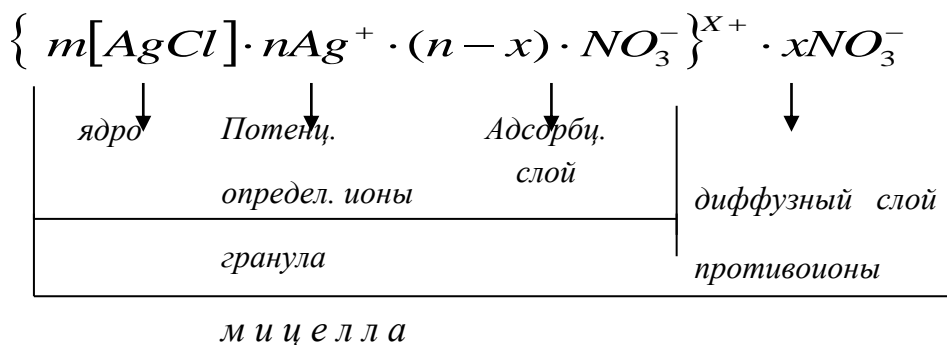 { m[AgCl] · nAg⁺ · (n − x) · NO₃⁻ }ˣ⁺ · xNO₃⁻
ядро Потенц. Адсорбц.
слой
определ. ионы диффузный слой
гранула противоионы
м и ц е л л а